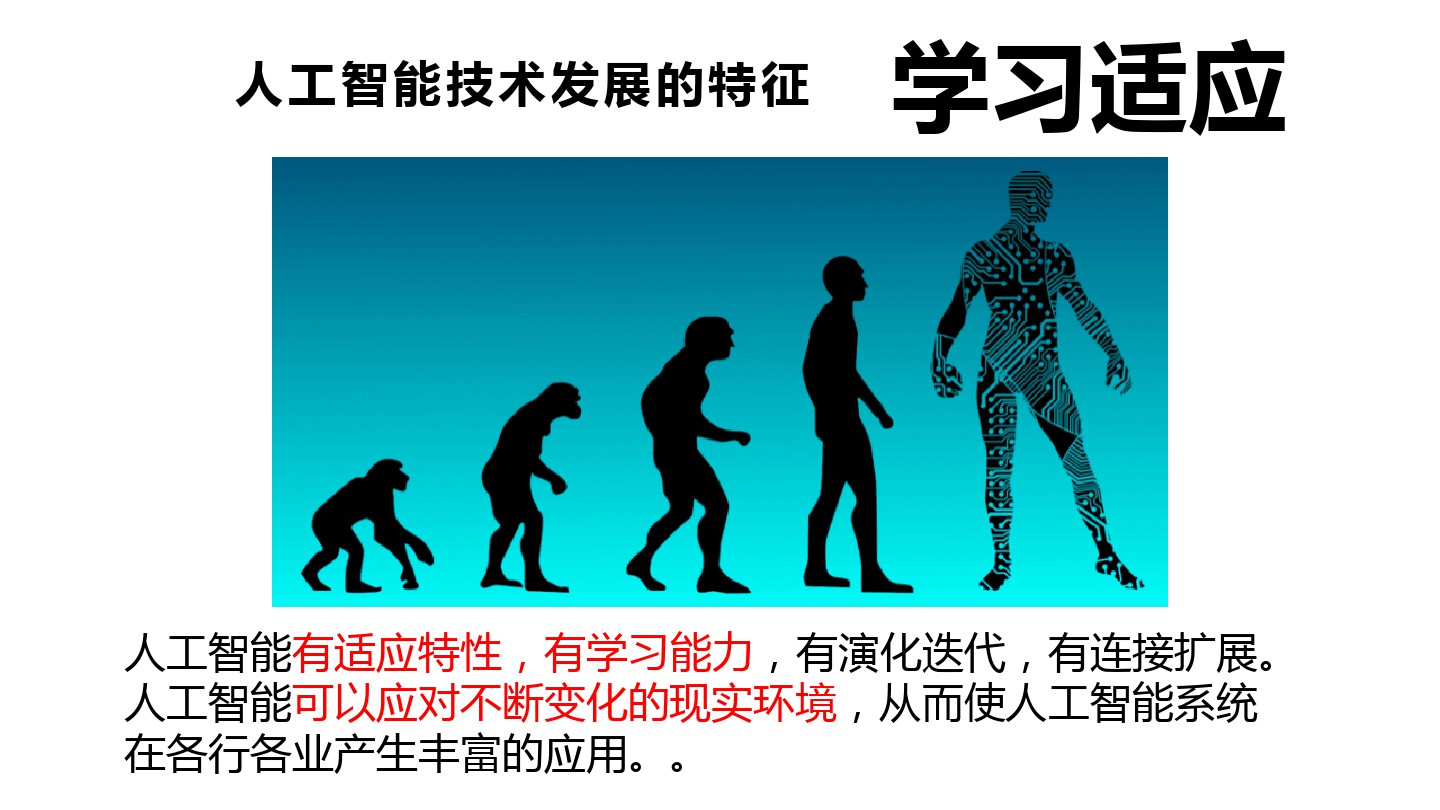 人工智能技术发展的特征 学习适应
人工智能有适应特性，有学习能力，有演化迭代，有连接扩展。
人工智能可以应对不断变化的现实环境，从而使人工智能系统
在各行各业产生丰富的应用。。